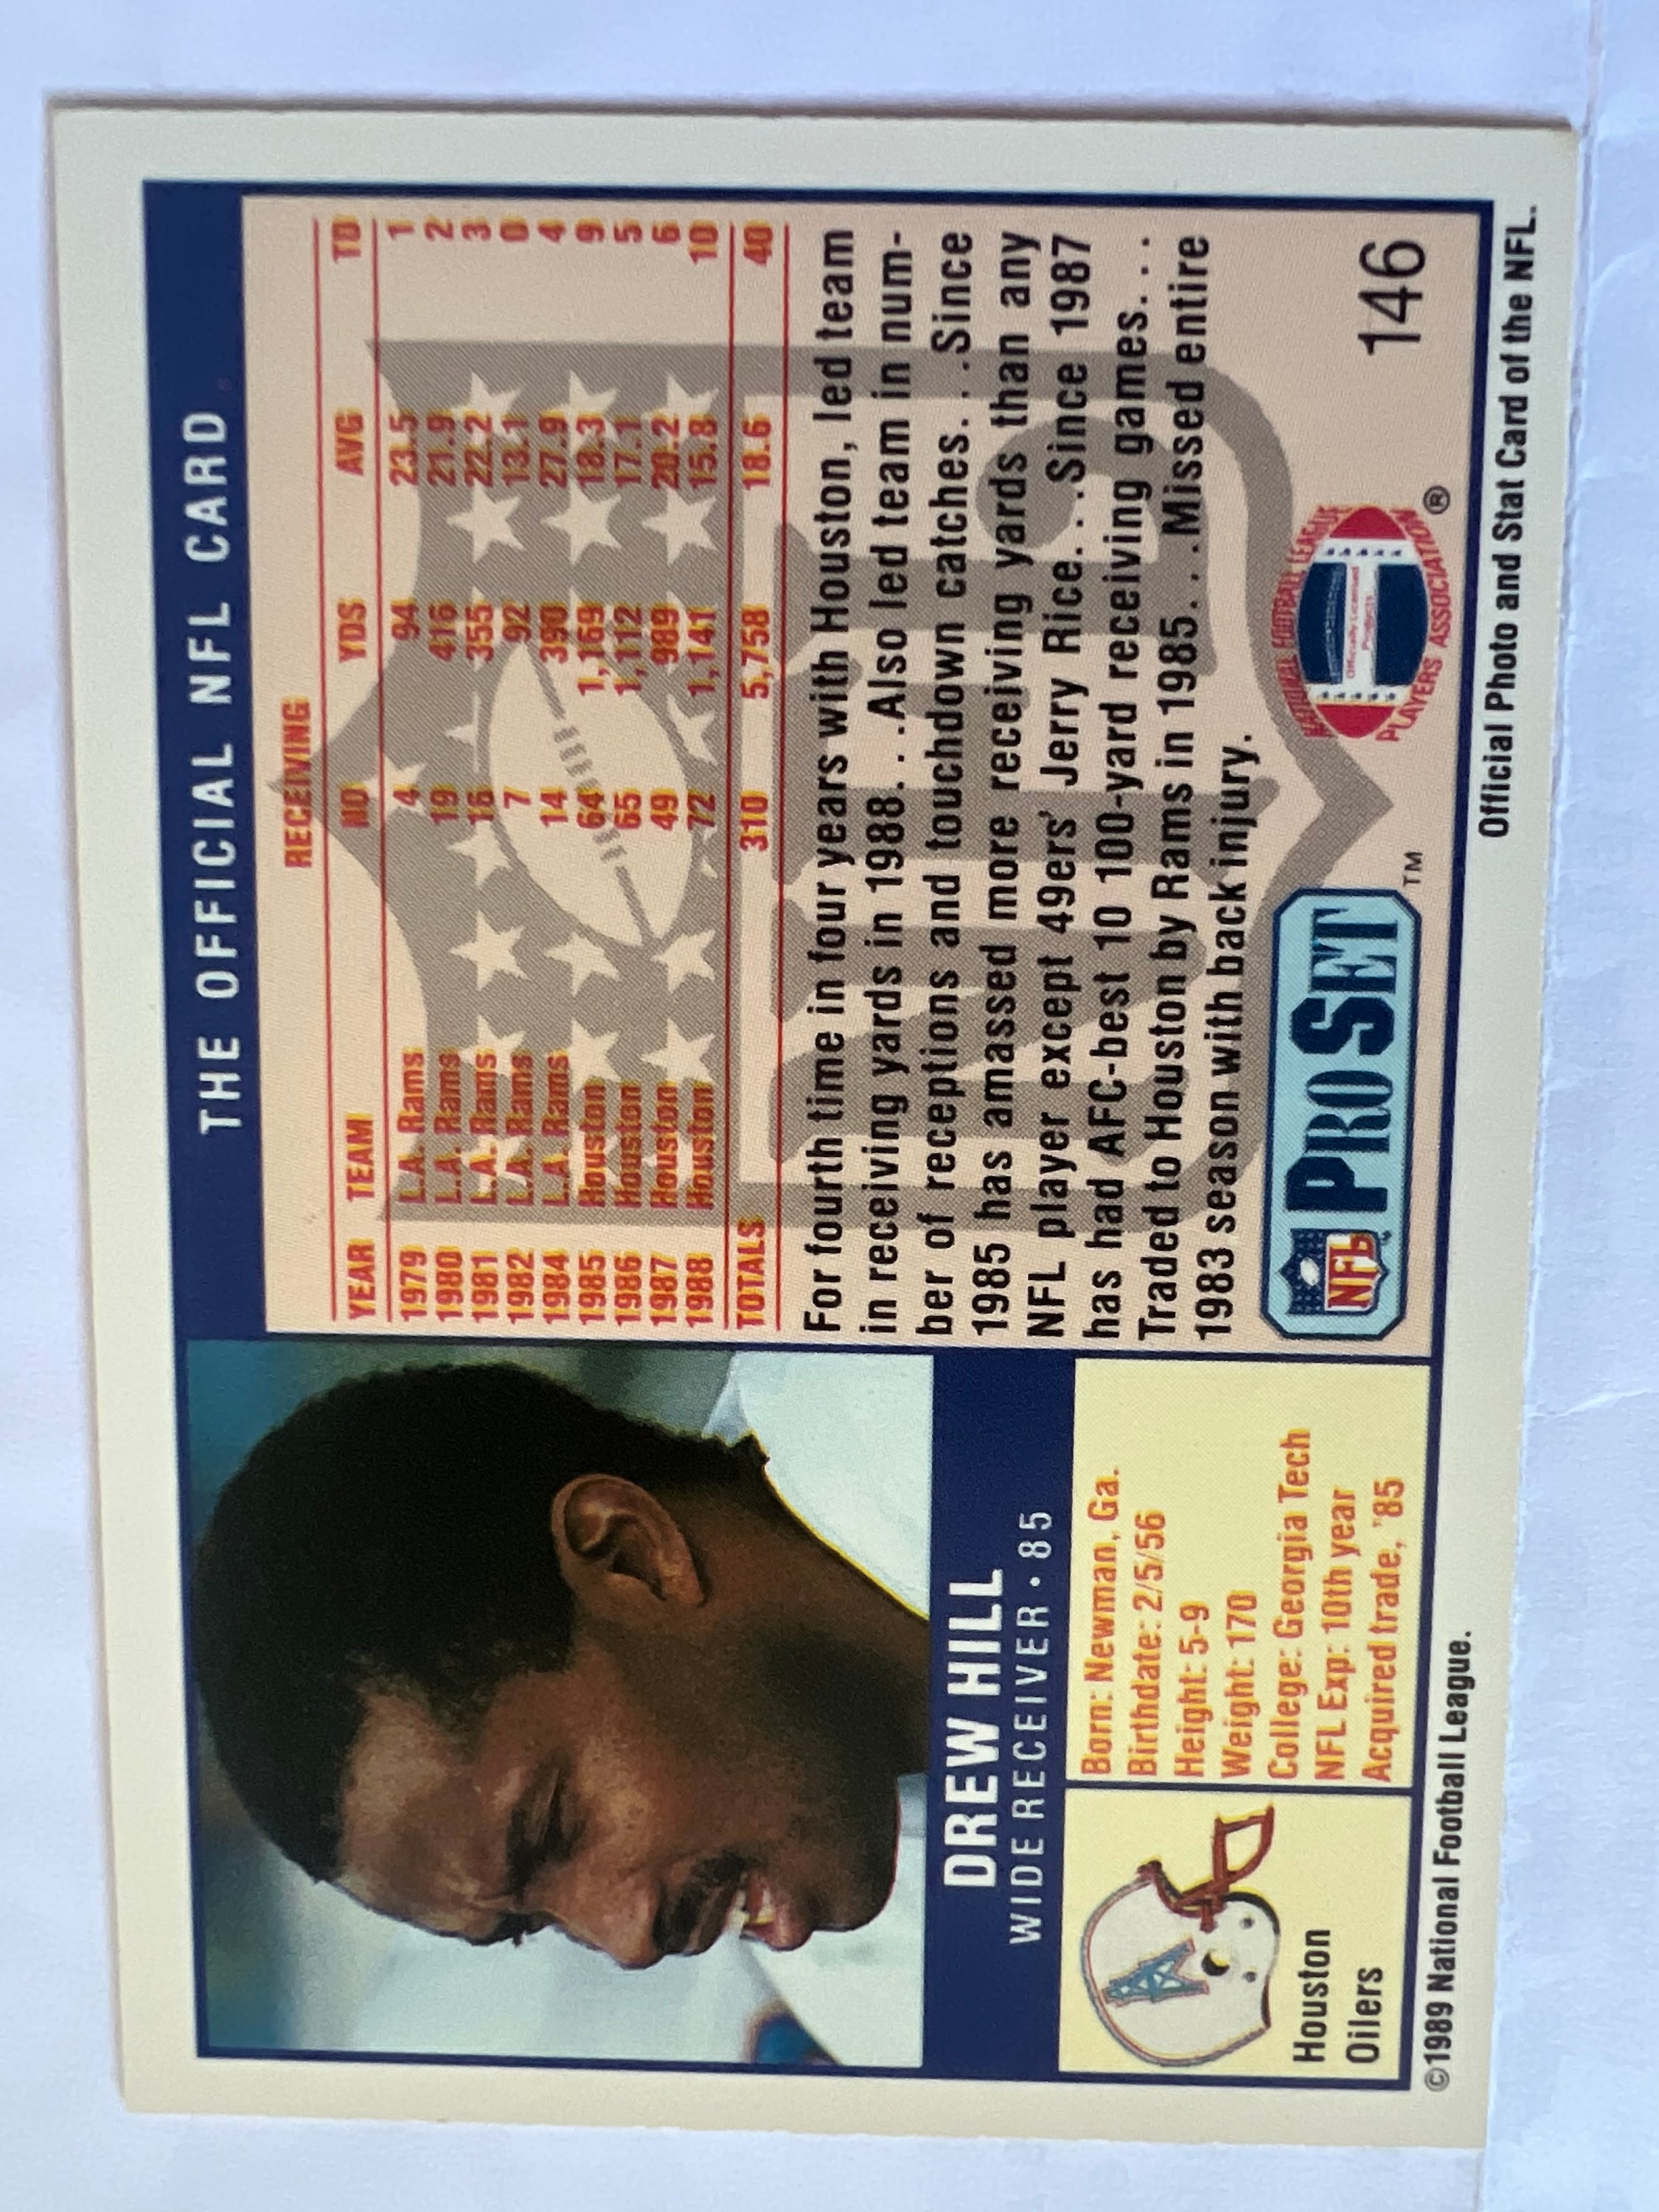 THE OFFICIAL NFL CARD
RECEIVING
YEAR TEAM NO YDS AVG TD
1979 L.A. Rams 4 94 23.5 1
1980 L.A. Rams 19 416 21.9 2
1981 L.A. Rams 16 355 22.2 3
1982 L.A. Rams 7 92 13.1 0
1984 L.A. Rams 14 390 27.9 4
1985 Houston 64 1,169 18.3 9
1986 Houston 65 1,112 17.1 5
1987 Houston 49 989 20.2 6
1988 Houston 72 1,141 15.8 10
TOTALS 310 5,758 18.6 40
For fourth time in four years with Houston, led team
in receiving yards in 1988. . .Also led team in num-
ber of receptions and touchdown catches. . .Since
1985 has amassed more receiving yards than any
NFL player except 49ers' Jerry Rice. . .Since 1987
has had AFC-best 10 100-yard receiving games. . .
Traded to Houston by Rams in 1985. . .Missed entire
1983 season with back injury.
DREW HILL
WIDE RECEIVER • 85
Born: Newman, Ga.
Birthdate: 2/5/56
Height: 5-9
Weight: 170
College: Georgia Tech
NFL Exp: 10th year
Acquired trade, "85
Houston
Oilers
NFL PRO SET TM
NATIONAL FOOTBALL LEAGUE
Officially Licensed
Product
PLAYERS ASSOCIATION ®
146
©1989 National Football League.
Official Photo and Stat Card of the NFL.